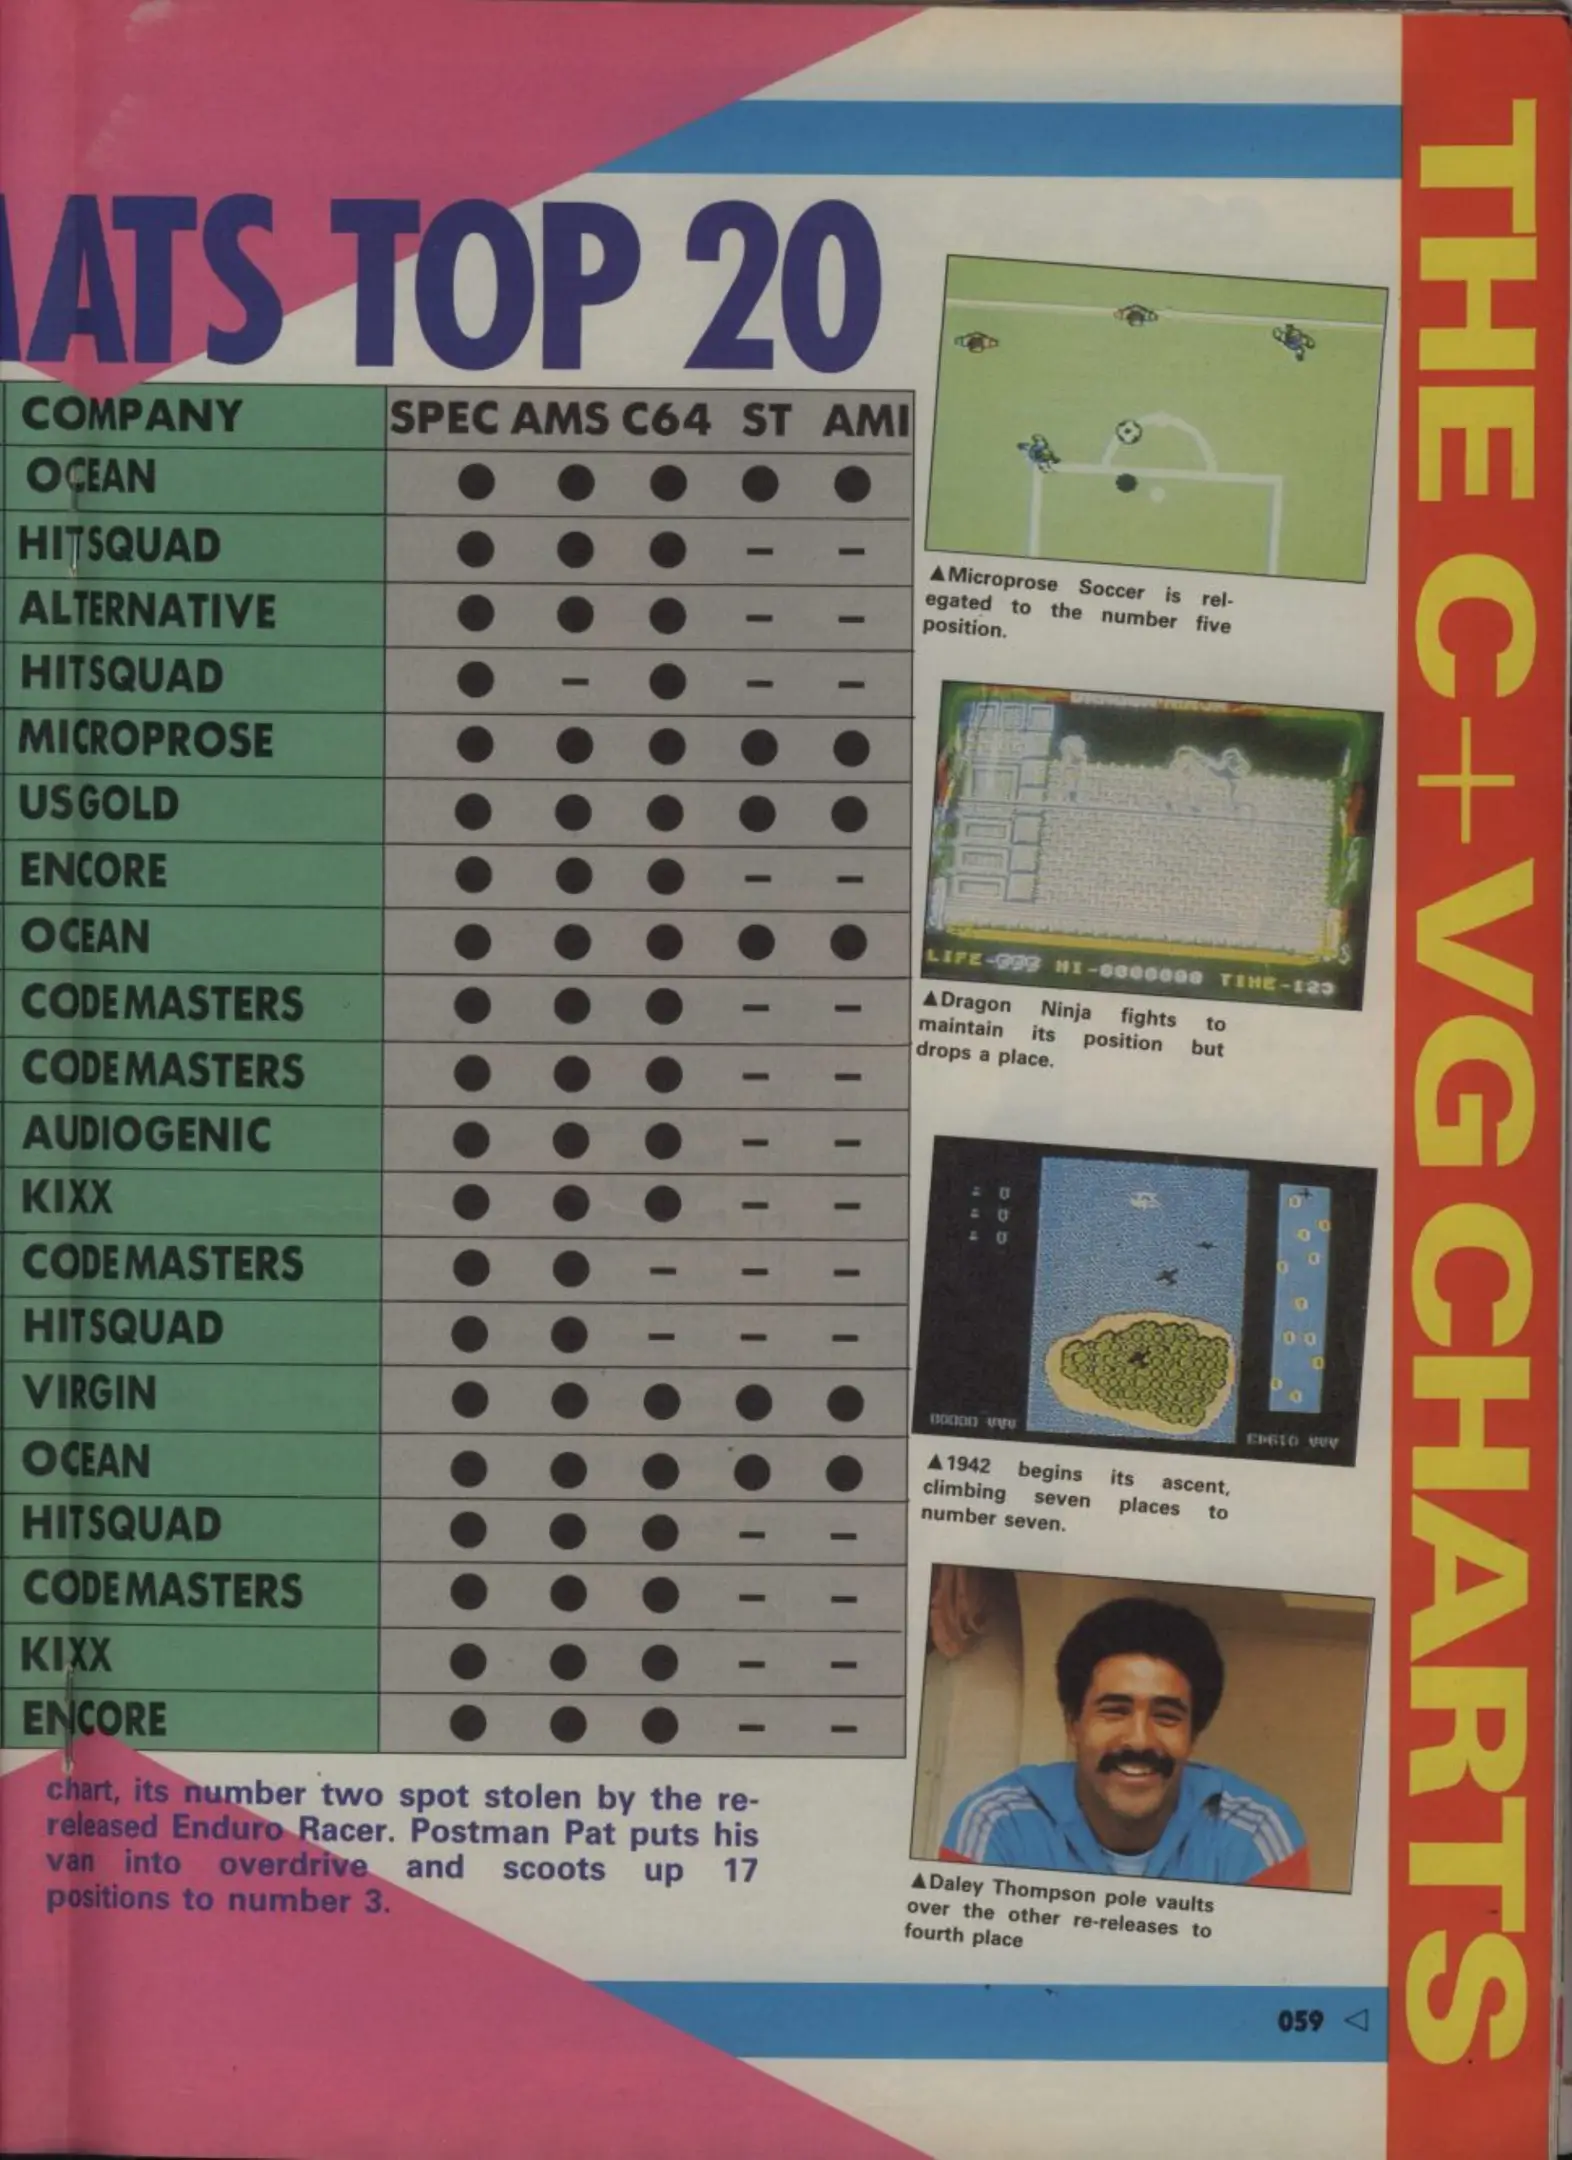 ATS TOP 20
COMPANY SPEC AMS C64 ST AMI
OCEAN ● ● ● ● ●
HITSQUAD ● ● ● – –
ALTERNATIVE ● ● ● – –
HITSQUAD ● – ● – –
MICROPROSE ● ● ● ● ●
US GOLD ● ● ● ● ●
ENCORE ● ● ● – –
OCEAN ● ● ● ● ●
CODEMASTERS ● ● ● – –
CODEMASTERS ● ● ● – –
AUDIOGENIC ● ● ● – –
KIXX ● ● ● – –
CODEMASTERS ● ● – – –
HITSQUAD ● ● – – –
VIRGIN ● ● ● ● ●
OCEAN ● ● ● ● ●
HITSQUAD ● ● ● – –
CODEMASTERS ● ● ● – –
KIXX ● ● ● – –
ENCORE ● ● ● – –
chart, its number two spot stolen by the re-
released Enduro Racer. Postman Pat puts his
van into overdrive and scoots up 17
positions to number 3.
▲Microprose Soccer is rel-
egated to the number five
position.
LIFE- HI-0000000 TIME-123
▲Dragon Ninja fights to
maintain its position but
drops a place.
▲1942 begins its ascent,
climbing seven places to
number seven.
▲Daley Thompson pole vaults
over the other re-releases to
fourth place
059 ◁
THE C+VG CHARTS